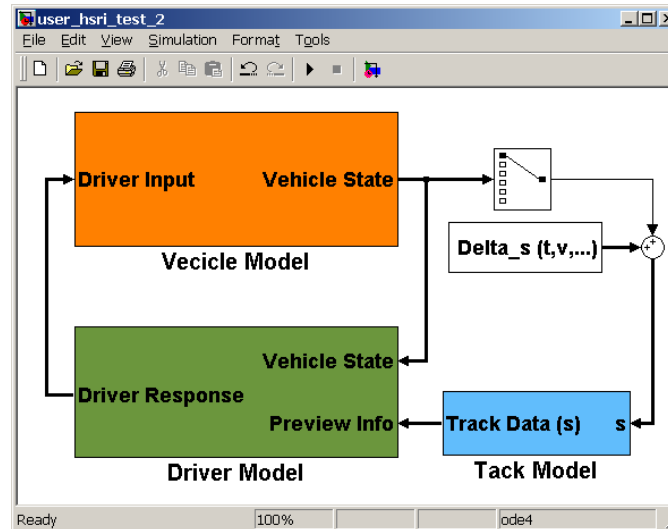 user_hsri_test_2
File Edit View Simulation Format Tools
Driver Input Vehicle State
Vecicle Model
Delta_s (t,v,...)
++
Vehicle State
Driver Response
Preview Info
Driver Model
Track Data (s) s
Tack Model
Ready 100% ode4